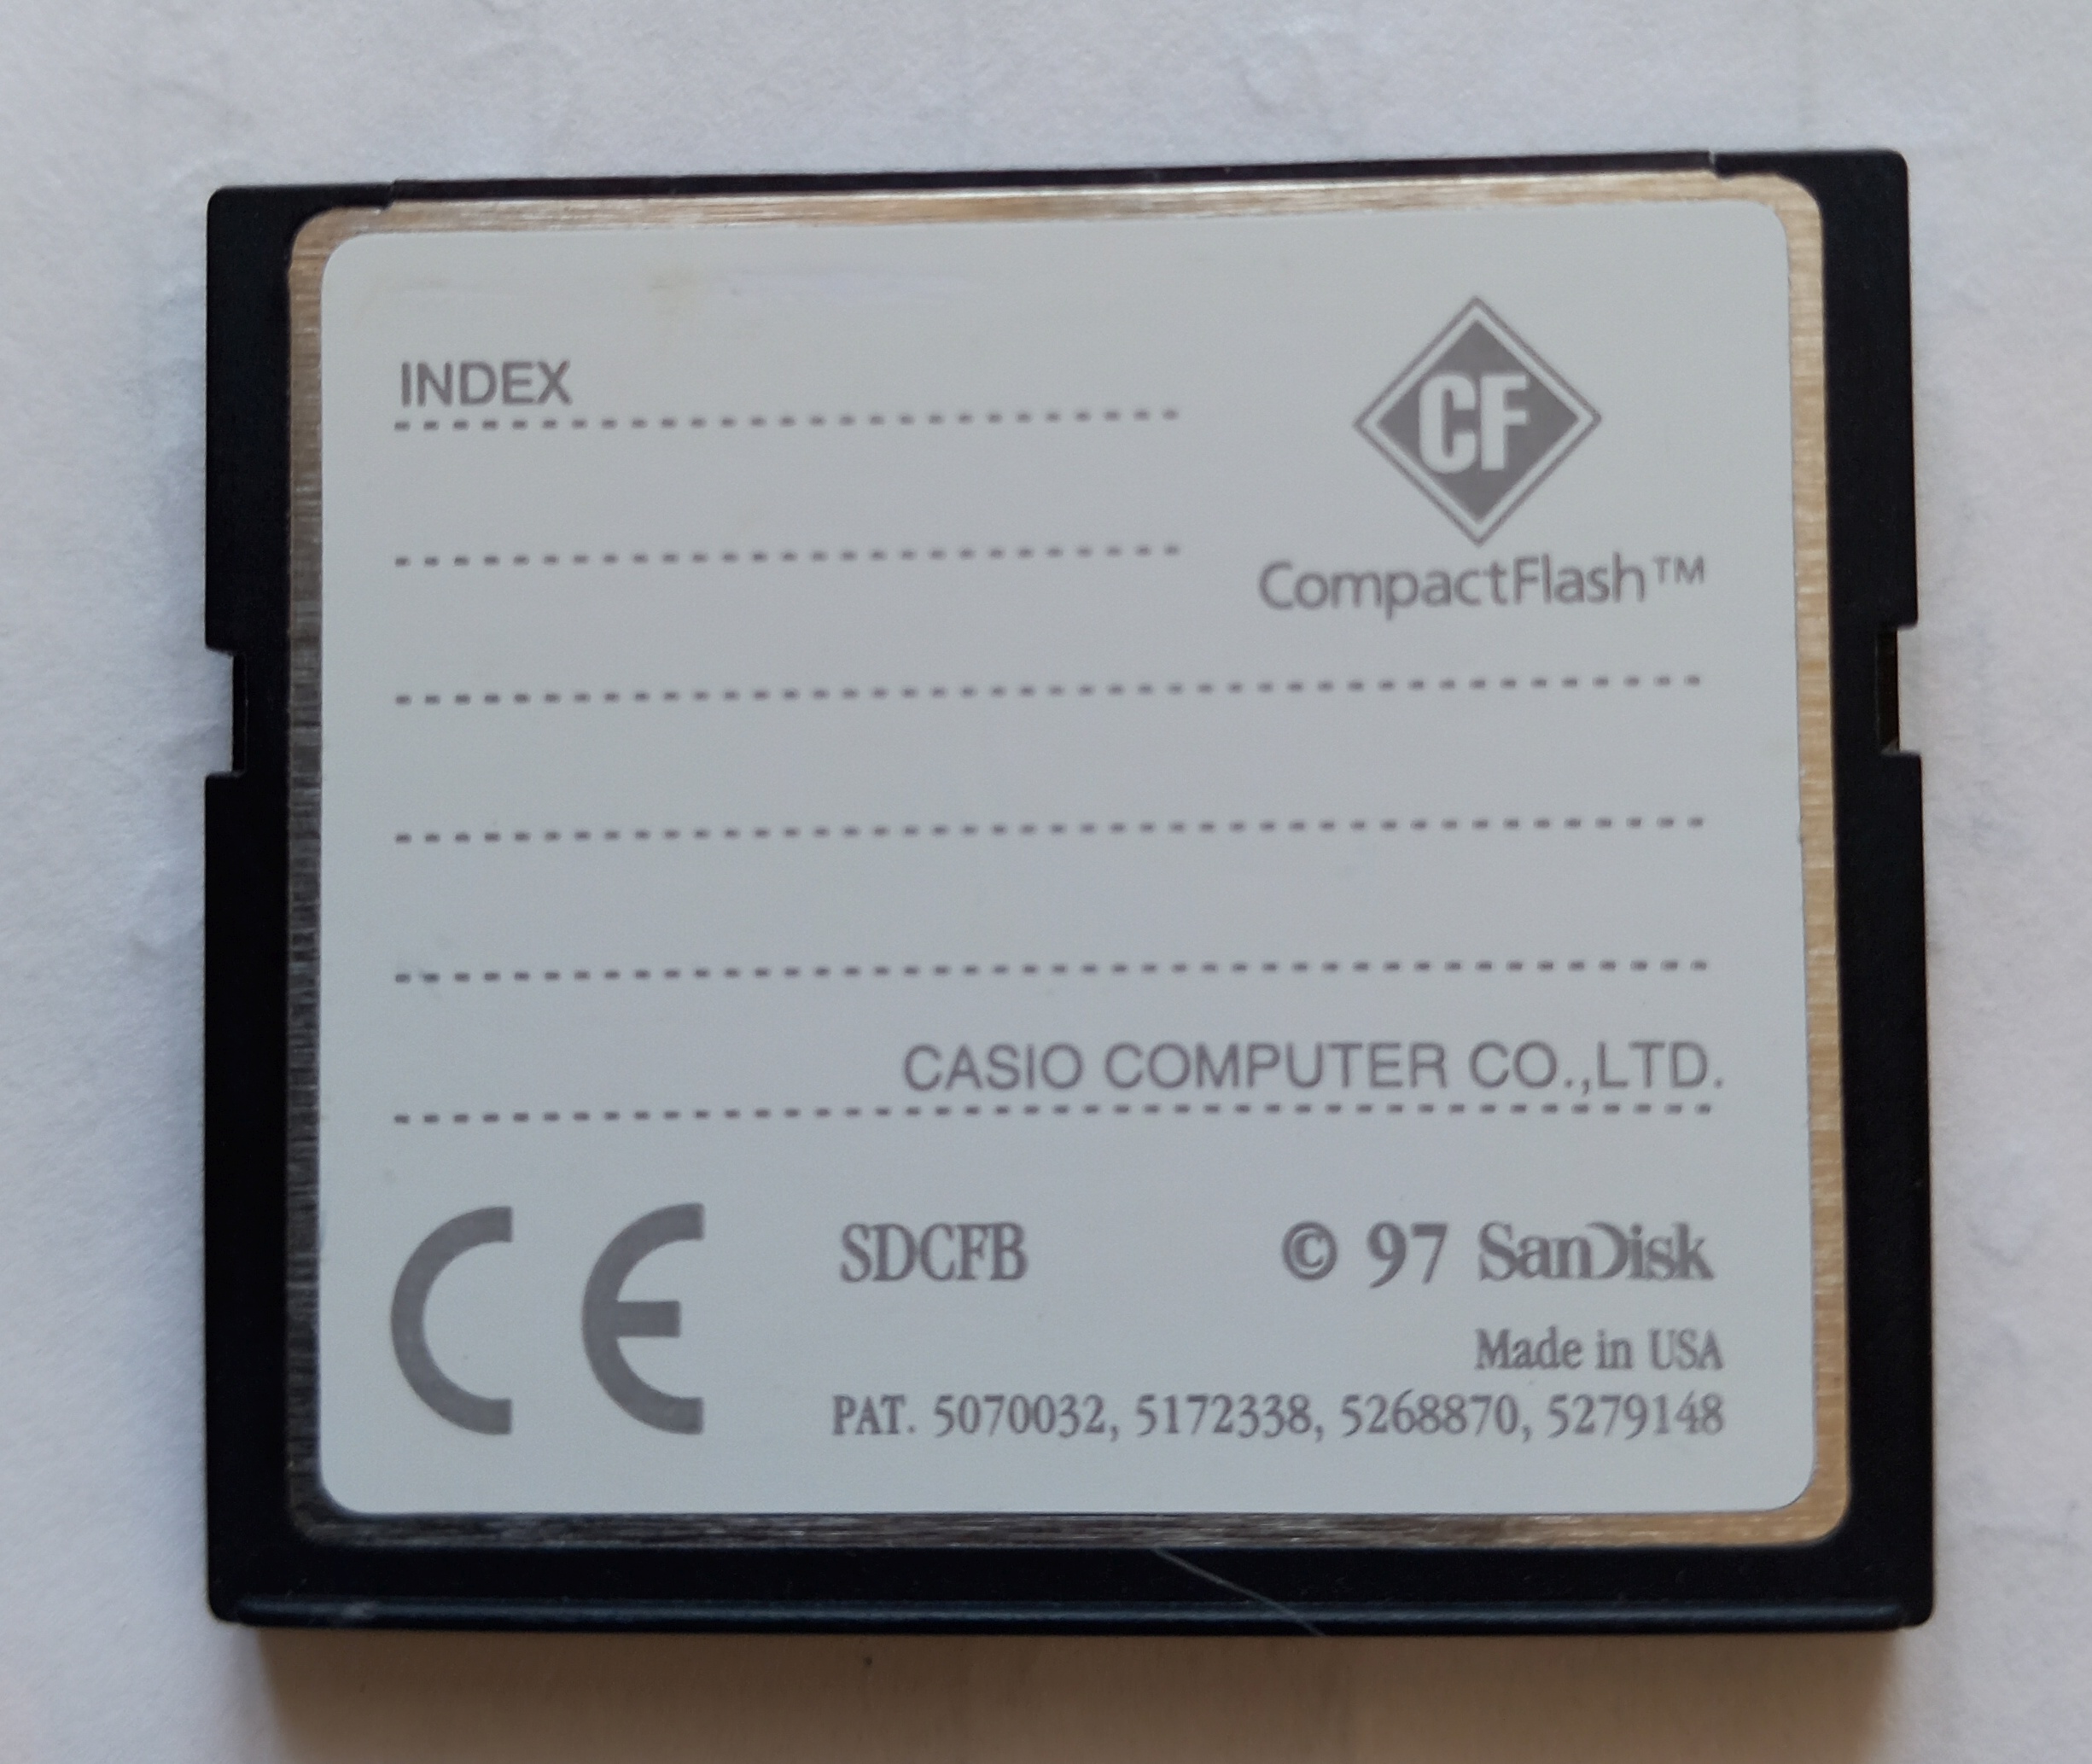 INDEX
CF
CompactFlash™
CASIO COMPUTER CO.,LTD.
CE SDCFB © 97 SanDisk
Made in USA
PAT. 5070032, 5172338, 5268870, 5279148